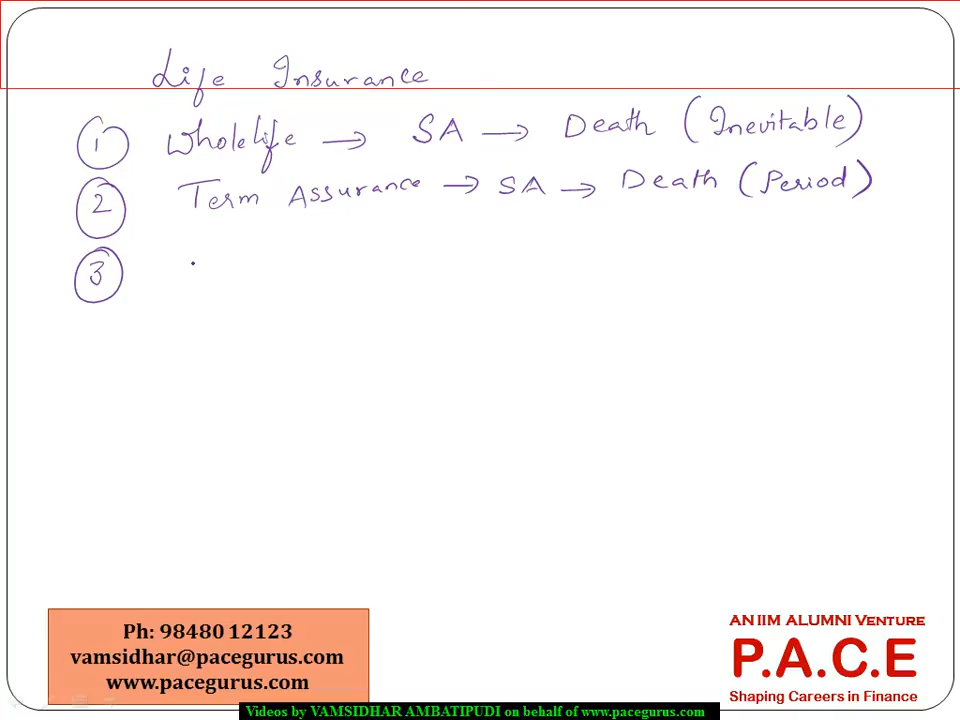 Life Insurance
1 Wholelife → SA → Death (Inevitable)
2 Term Assurance → SA → Death (Period)
3
Ph: 98480 12123
vamsidhar@pacegurus.com
www.pacegurus.com
AN IIM ALUMNI VENTURE
P.A.C.E
Shaping Careers in Finance
Videos by VAMSIDHAR AMBATIPUDI on behalf of www.pacegurus.com